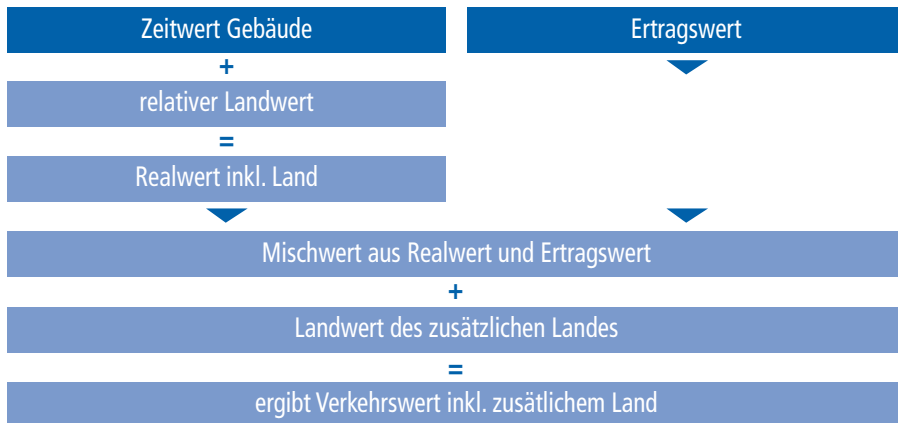 Zeitwert Gebäude
Ertragswert
+
relativer Landwert
=
Realwert inkl. Land
Mischwert aus Realwert und Ertragswert
+
Landwert des zusätzlichen Landes
=
ergibt Verkehrswert inkl. zusätlichem Land